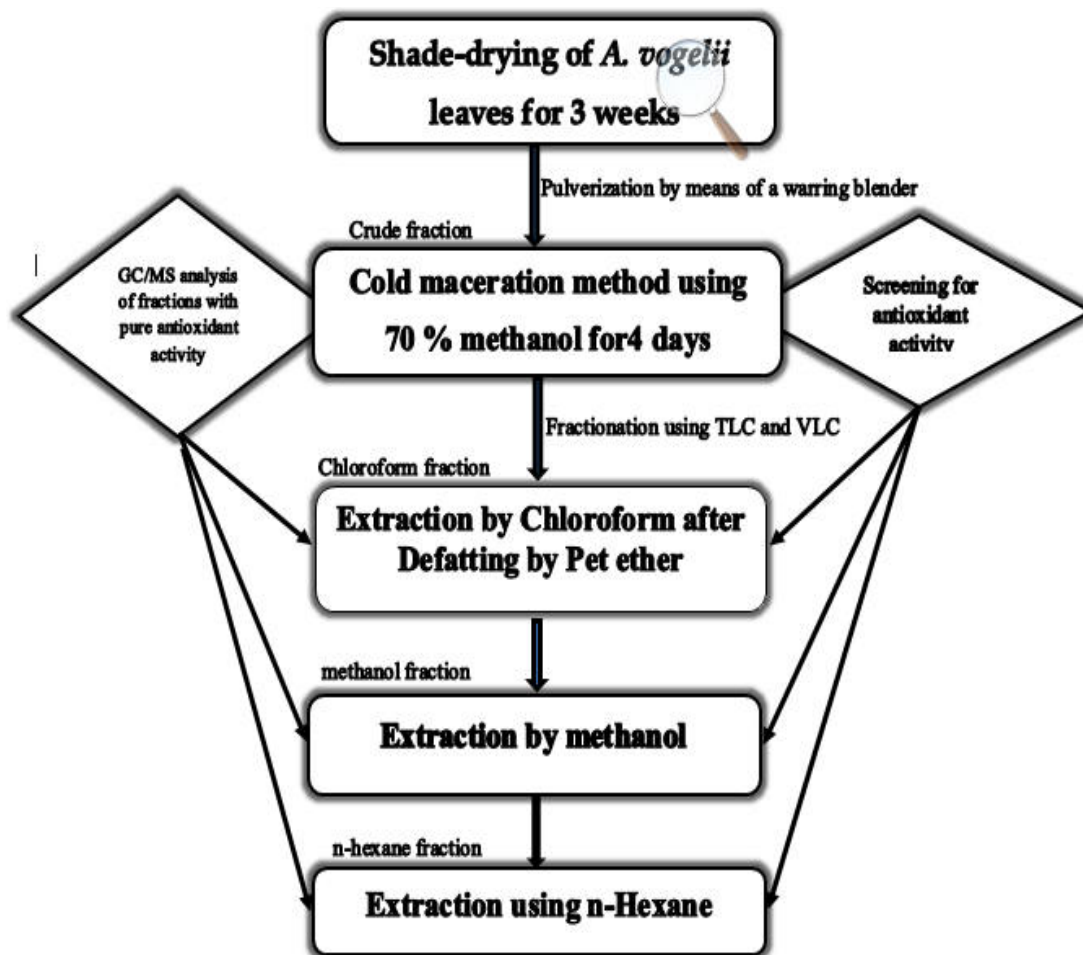 Shade-drying of A. vogelii
leaves for 3 weeks
Pulverization by means of a warring blender
Crude fraction
Cold maceration method using
70 % methanol for4 days
GC/MS analysis
of fractions with
pure antioxidant
activity
Screening for
antioxidant
activity
Fractionation using TLC and VLC
Chloroform fraction
Extraction by Chloroform after
Defatting by Pet ether
methanol fraction
Extraction by methanol
n-hexane fraction
Extraction using n-Hexane